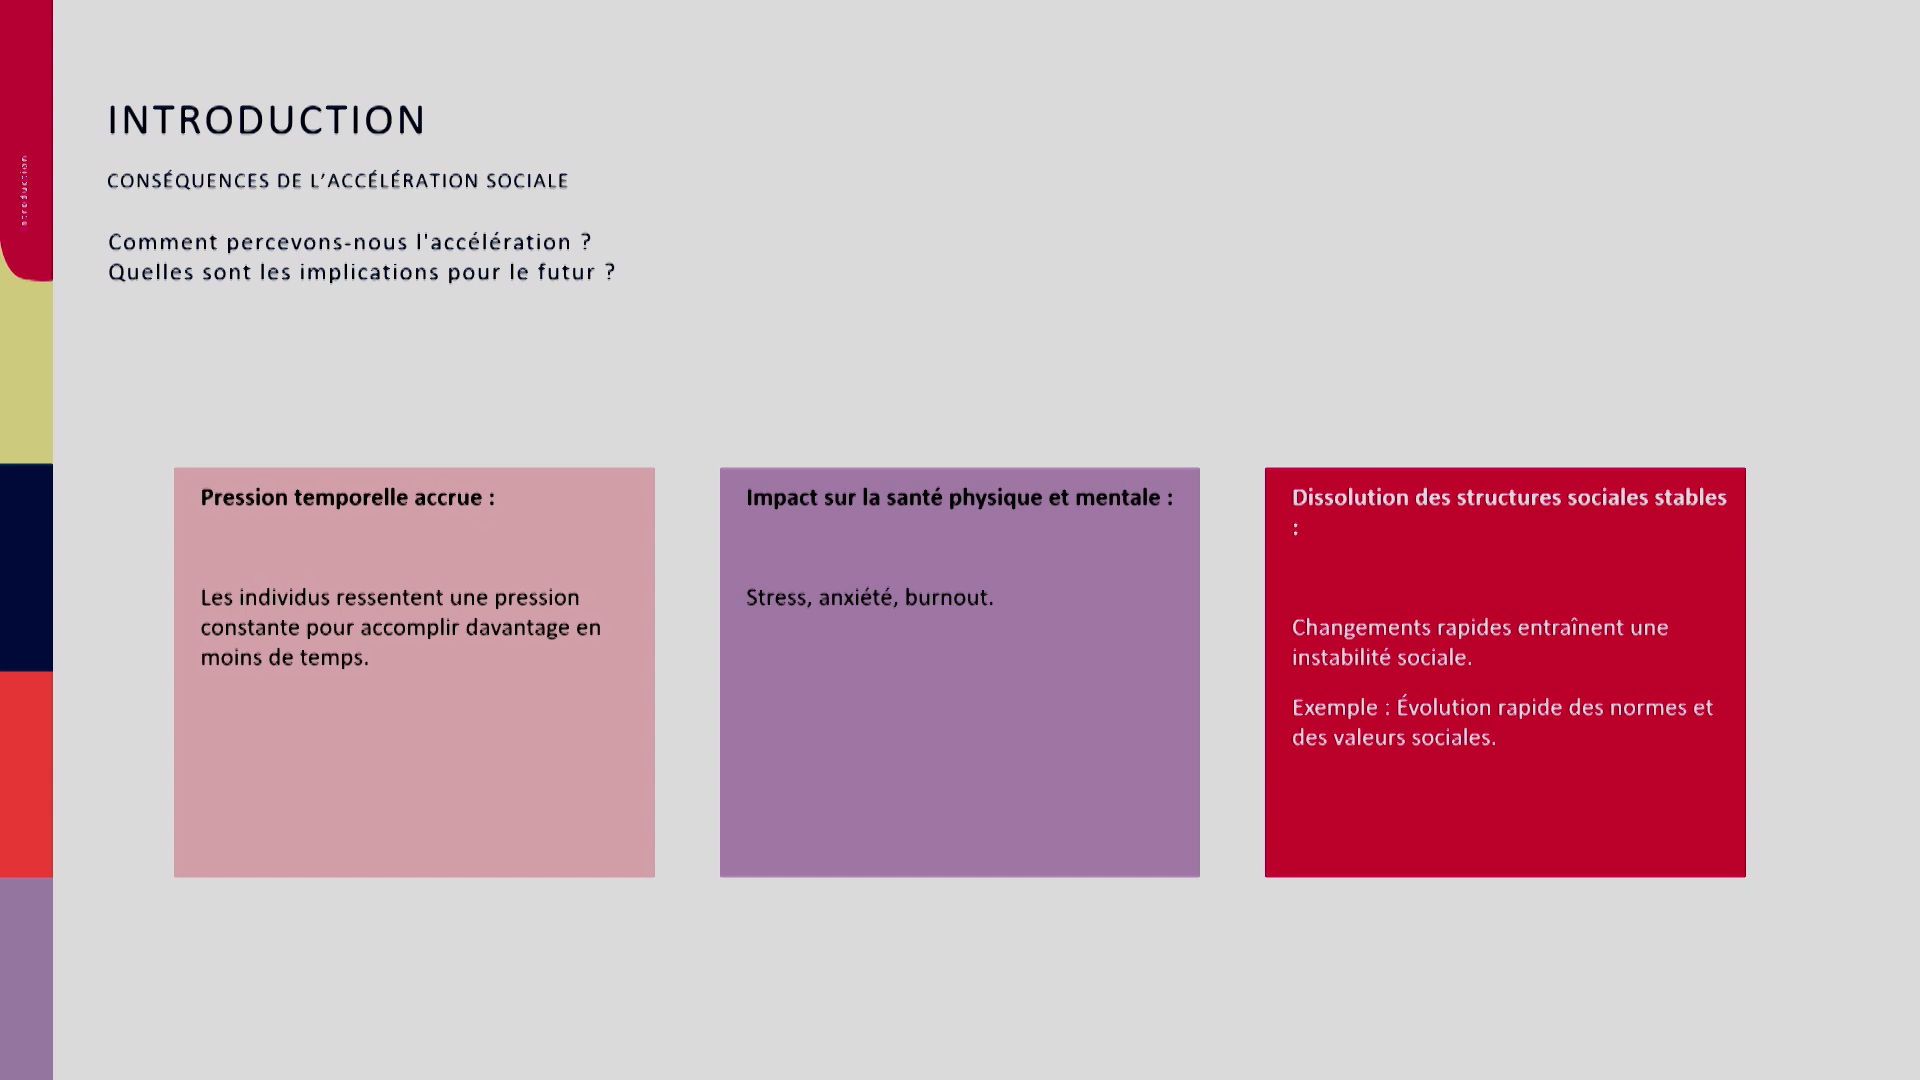 INTRODUCTION
CONSÉQUENCES DE L’ACCÉLÉRATION SOCIALE
Comment percevons-nous l'accélération ?
Quelles sont les implications pour le futur ?
introduction
Pression temporelle accrue :
Les individus ressentent une pression
constante pour accomplir davantage en
moins de temps.
Impact sur la santé physique et mentale :
Stress, anxiété, burnout.
Dissolution des structures sociales stables
:
Changements rapides entraînent une
instabilité sociale.
Exemple : Évolution rapide des normes et
des valeurs sociales.